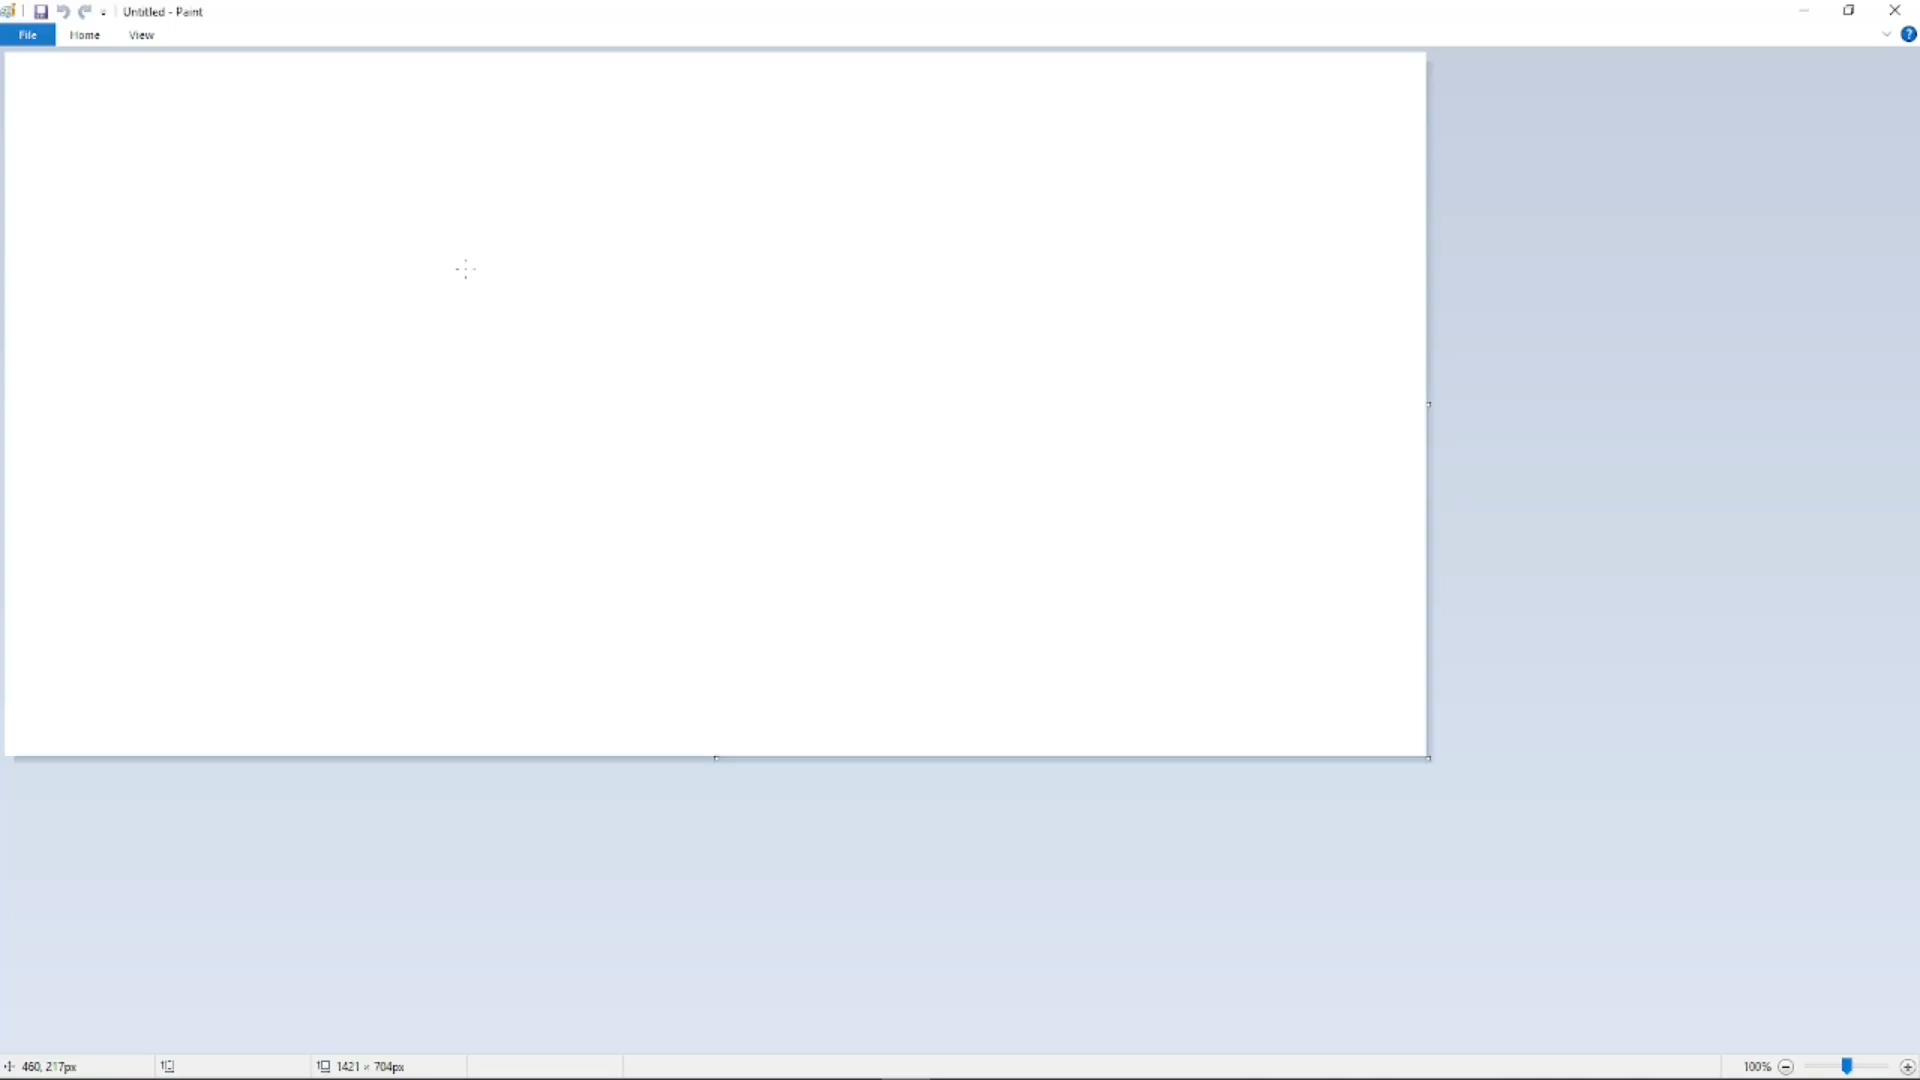 Untitled - Paint
File Home View
460, 217px 1421 × 704px 100%